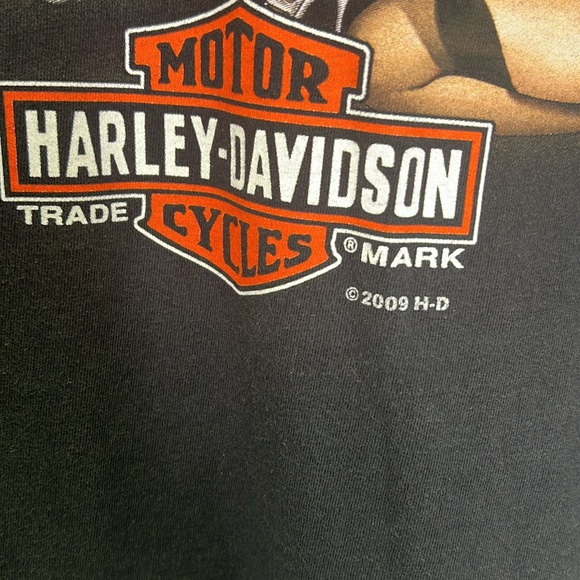 MOTOR
HARLEY-DAVIDSON
TRADE CYCLES ® MARK
© 2009 H-D